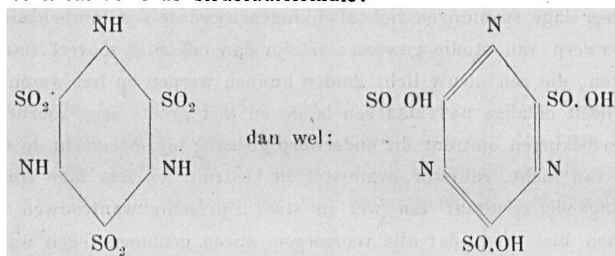 NH N
SO₂ SO₂ SO OH SO. OH
dan wel:
NH NH N N
SO₂ SO.OH